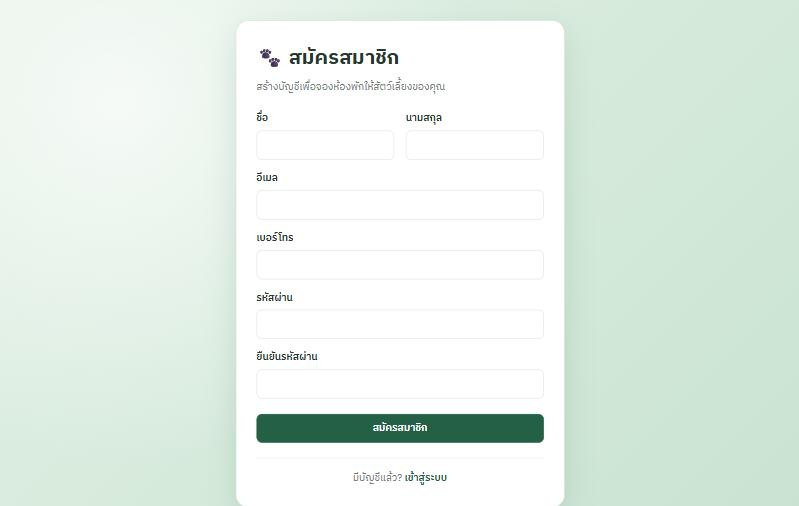 สมัครสมาชิก
สร้างบัญชีเพื่อจองห้องพักให้สัตว์เลี้ยงของคุณ
ชื่อ นามสกุล
อีเมล
เบอร์โทร
รหัสผ่าน
ยืนยันรหัสผ่าน
สมัครสมาชิก
มีบัญชีแล้ว? เข้าสู่ระบบ